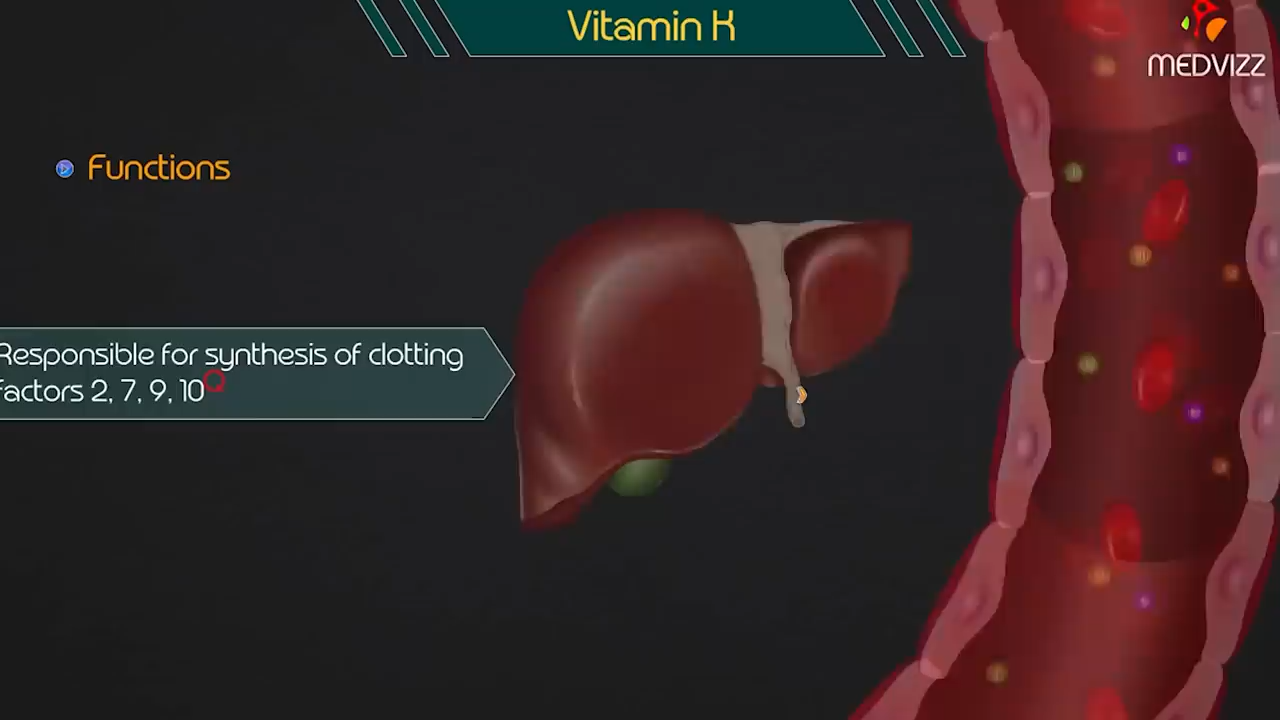 Vitamin K
MEDVIZZ
Functions
Responsible for synthesis of clotting
factors 2, 7, 9, 10